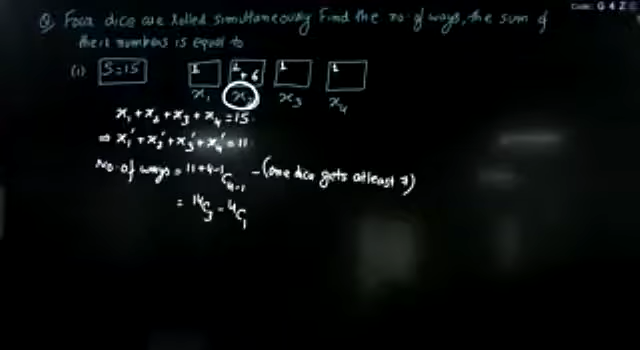 Q. Four dice are rolled simultaneously Find the no. of ways, the sum of
their numbers is equal to
(i) S=15 1 1 +6 1 1
x₁ x₂ x₃ x₄
x₁ + x₂ + x₃ + x₄ = 15
⇒ x₁' + x₂' + x₃' + x₄' = 11
No. of ways = ¹¹⁺⁴⁻¹C₄₋₁ - (one dice gets atleast 7)
= ¹⁴C₃ - ⁴C₁